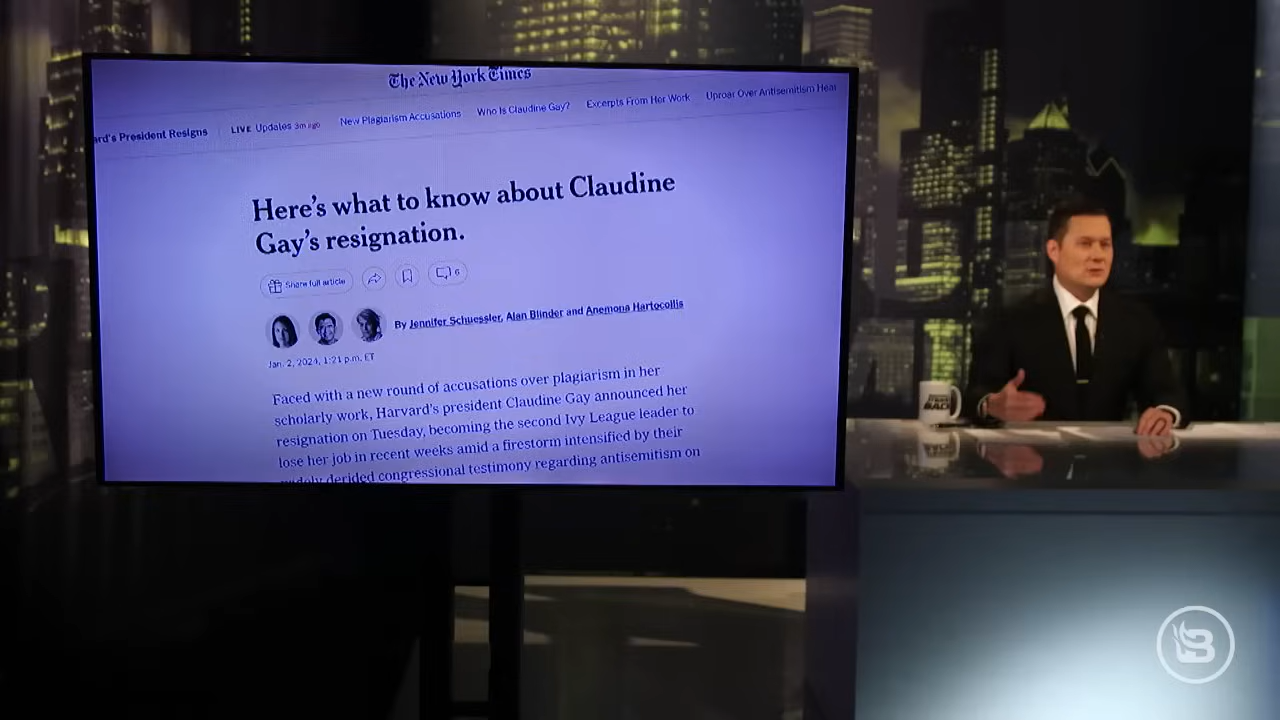 The New York Times
ard's President Resigns LIVE Updates 3m ago New Plagiarism Accusations Who Is Claudine Gay? Excerpts From Her Work Uproar Over Antisemitism Hear
Here's what to know about Claudine
Gay's resignation.
Share full article 6
By Jennifer Schuessler, Alan Blinder and Anemona Hartocollis
Jan. 2, 2024, 1:21 p.m. ET
Faced with a new round of accusations over plagiarism in her
scholarly work, Harvard's president Claudine Gay announced her
resignation on Tuesday, becoming the second Ivy League leader to
lose her job in recent weeks amid a firestorm intensified by their
widely derided congressional testimony regarding antisemitism on
BACK
B